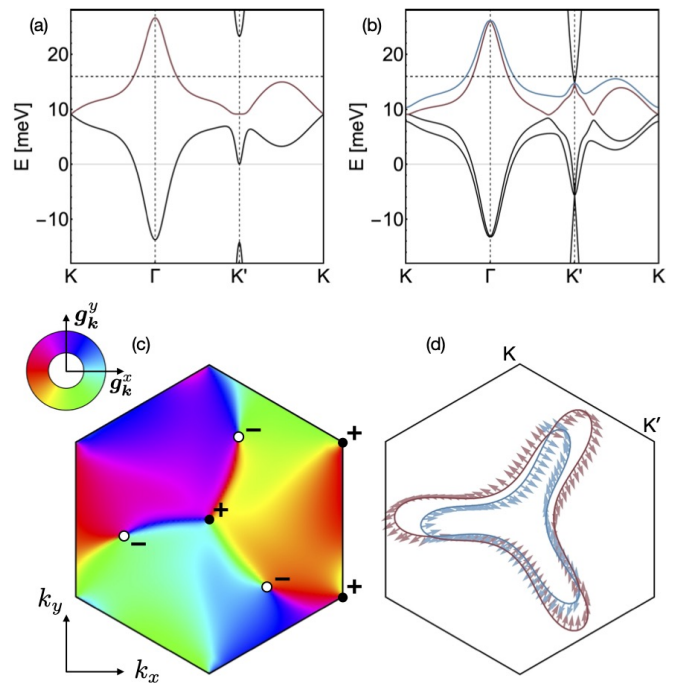 (a)
(b)
E [meV]
20
10
0
−10
K
Γ
K'
K
E [meV]
20
10
0
−10
K
Γ
K'
K
g_k^y
g_k^x
(c)
(d)
−
+
+
−
−
+
k_y
k_x
K
K'